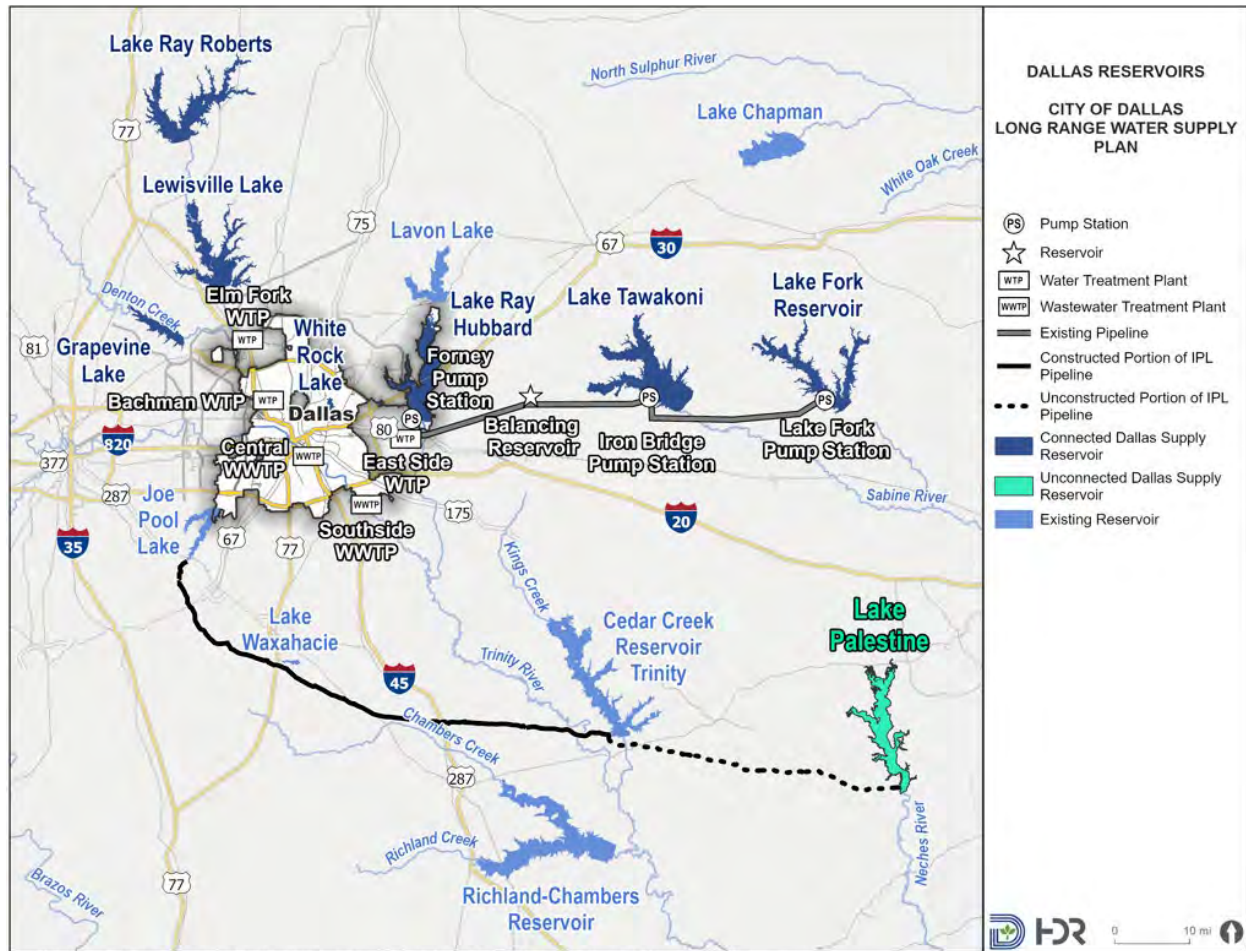 Lake Ray Roberts
North Sulphur River
77
Lake Chapman
White Oak Creek
Lewisville Lake
75
Lavon Lake
67
30
Denton Creek
Elm Fork
WTP
WTP
White
Rock
Lake
Lake Ray
Hubbard
Lake Tawakoni
Lake Fork
Reservoir
81
Grapevine
Lake
Forney
Pump
Station
Bachman WTP
WTP
Dallas
PS
80
WTP
PS
PS
Balancing
Reservoir
Iron Bridge
Pump Station
Lake Fork
Pump Station
820
377
Central
WWTP
WWTP
East Side
WTP
287
Joe
Pool
Lake
WWTP
175
Sabine River
20
35
67
77
Southside
WWTP
Kings Creek
Lake
Waxahacie
Cedar Creek
Reservoir
Trinity
Lake
Palestine
Trinity River
45
Chambers Creek
287
Richland Creek
Neches River
77
Brazos River
Richland-Chambers
Reservoir
DALLAS RESERVOIRS
CITY OF DALLAS
LONG RANGE WATER SUPPLY
PLAN
PS Pump Station
Reservoir
WTP Water Treatment Plant
WWTP Wastewater Treatment Plant
Existing Pipeline
Constructed Portion of IPL
Pipeline
Unconstructed Portion of IPL
Pipeline
Connected Dallas Supply
Reservoir
Unconnected Dallas Supply
Reservoir
Existing Reservoir
HDR
0 10 mi